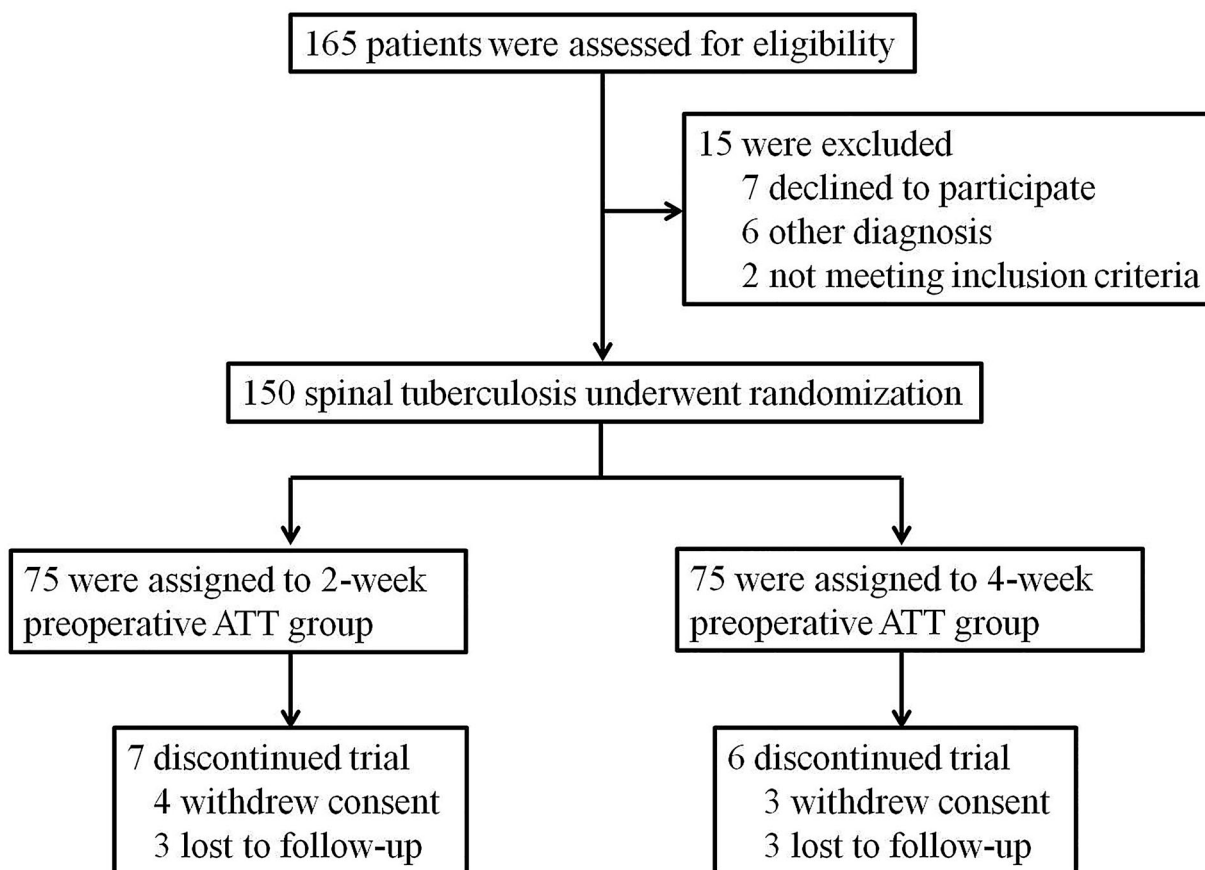 165 patients were assessed for eligibility
15 were excluded
7 declined to participate
6 other diagnosis
2 not meeting inclusion criteria
150 spinal tuberculosis underwent randomization
75 were assigned to 2-week
preoperative ATT group
75 were assigned to 4-week
preoperative ATT group
7 discontinued trial
4 withdrew consent
3 lost to follow-up
6 discontinued trial
3 withdrew consent
3 lost to follow-up